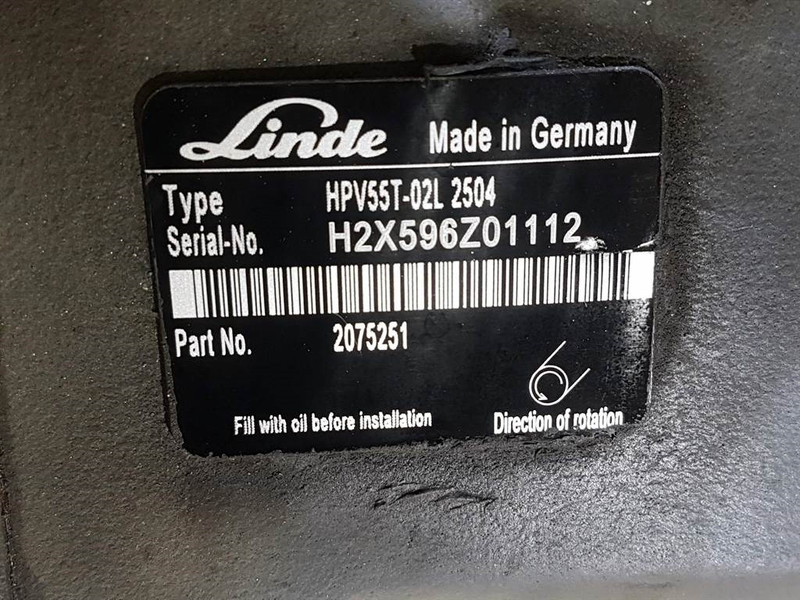 Linde Made in Germany
Type HPV55T-02L 2504
Serial-No. H2X596Z01112
Part No. 2075251
Fill with oil before installation Direction of rotation